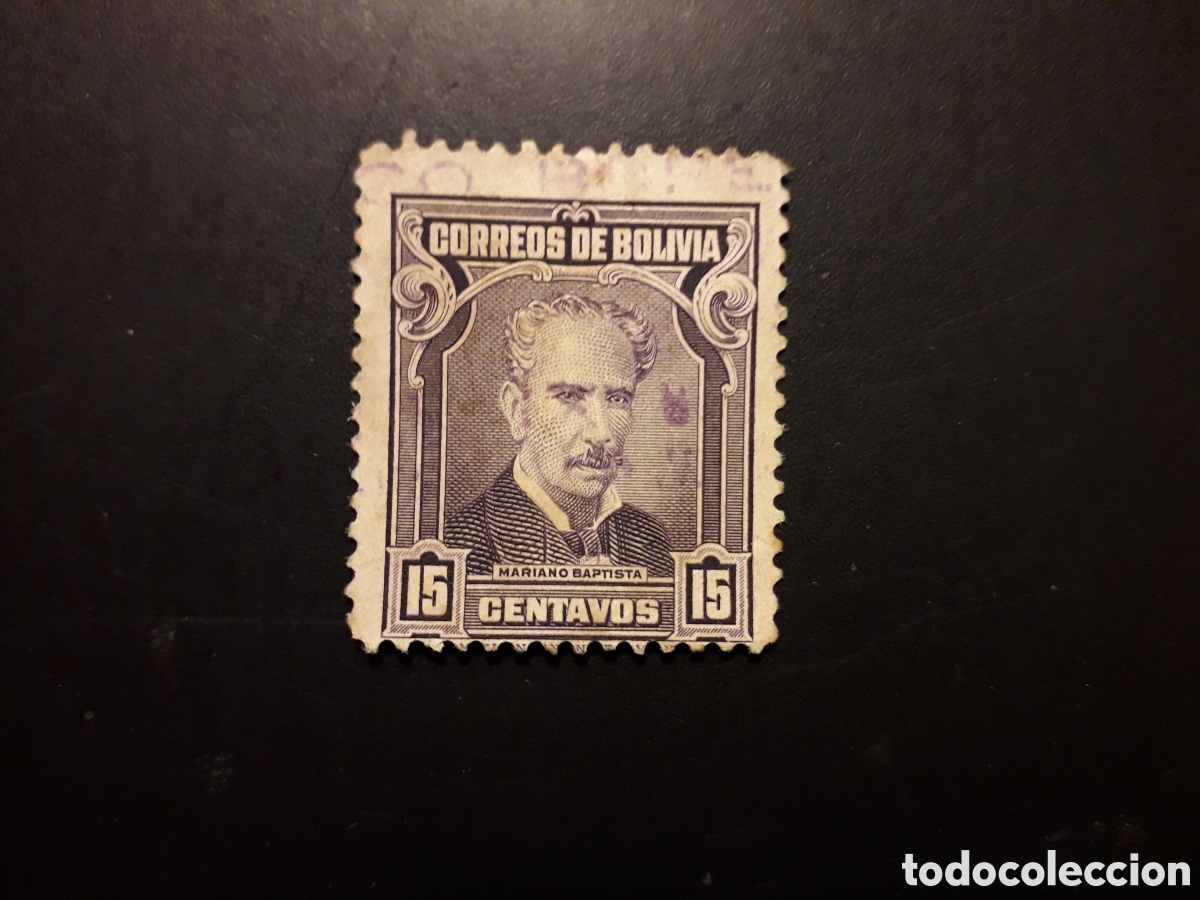 CORREOS DE BOLIVIA
MARIANO BAPTISTA
15 CENTAVOS 15
todocoleccion